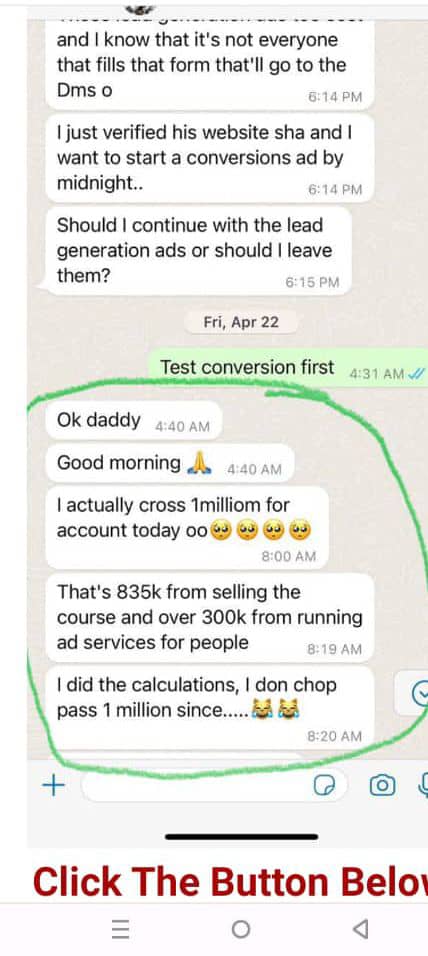 and I know that it's not everyone
that fills that form that'll go to the
Dms o
6:14 PM
I just verified his website sha and I
want to start a conversions ad by
midnight..
6:14 PM
Should I continue with the lead
generation ads or should I leave
them?
6:15 PM
Fri, Apr 22
Test conversion first 4:31 AM
Ok daddy 4:40 AM
Good morning 🙏 4:40 AM
I actually cross 1milliom for
account today oo🥺🥺🥺🥺
8:00 AM
That's 835k from selling the
course and over 300k from running
ad services for people 8:19 AM
I did the calculations, I don chop
pass 1 million since.....😹😹
8:20 AM
Click The Button